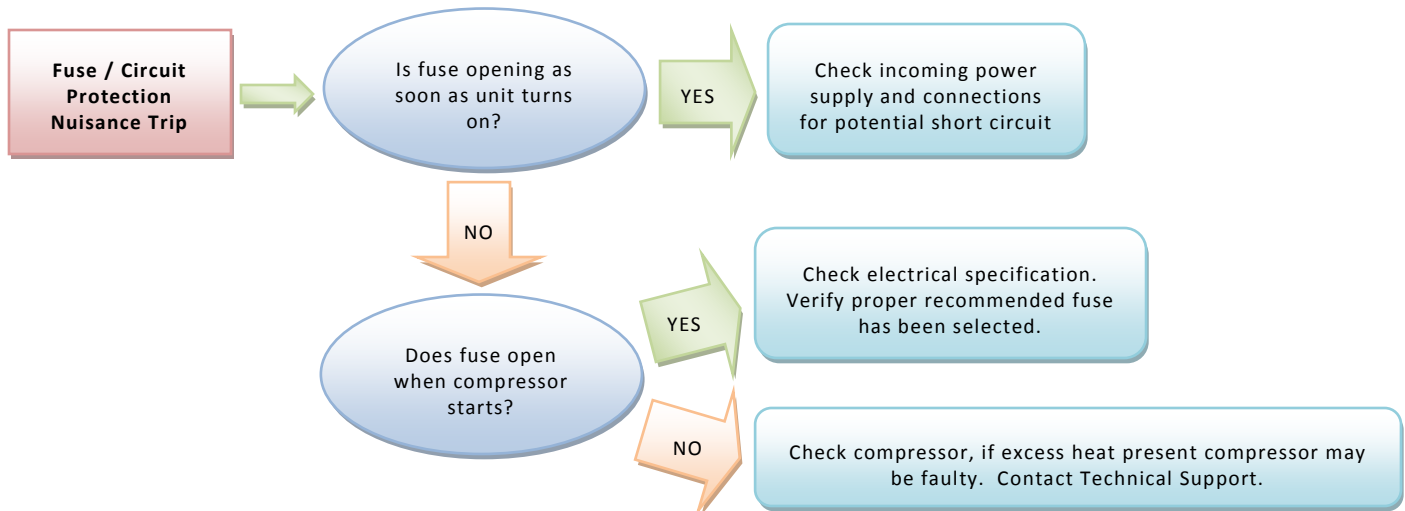 Fuse / Circuit
Protection
Nuisance Trip
Is fuse opening as
soon as unit turns
on?
YES
Check incoming power
supply and connections
for potential short circuit
NO
Does fuse open
when compressor
starts?
YES
Check electrical specification.
Verify proper recommended fuse
has been selected.
NO
Check compressor, if excess heat present compressor may
be faulty.  Contact Technical Support.